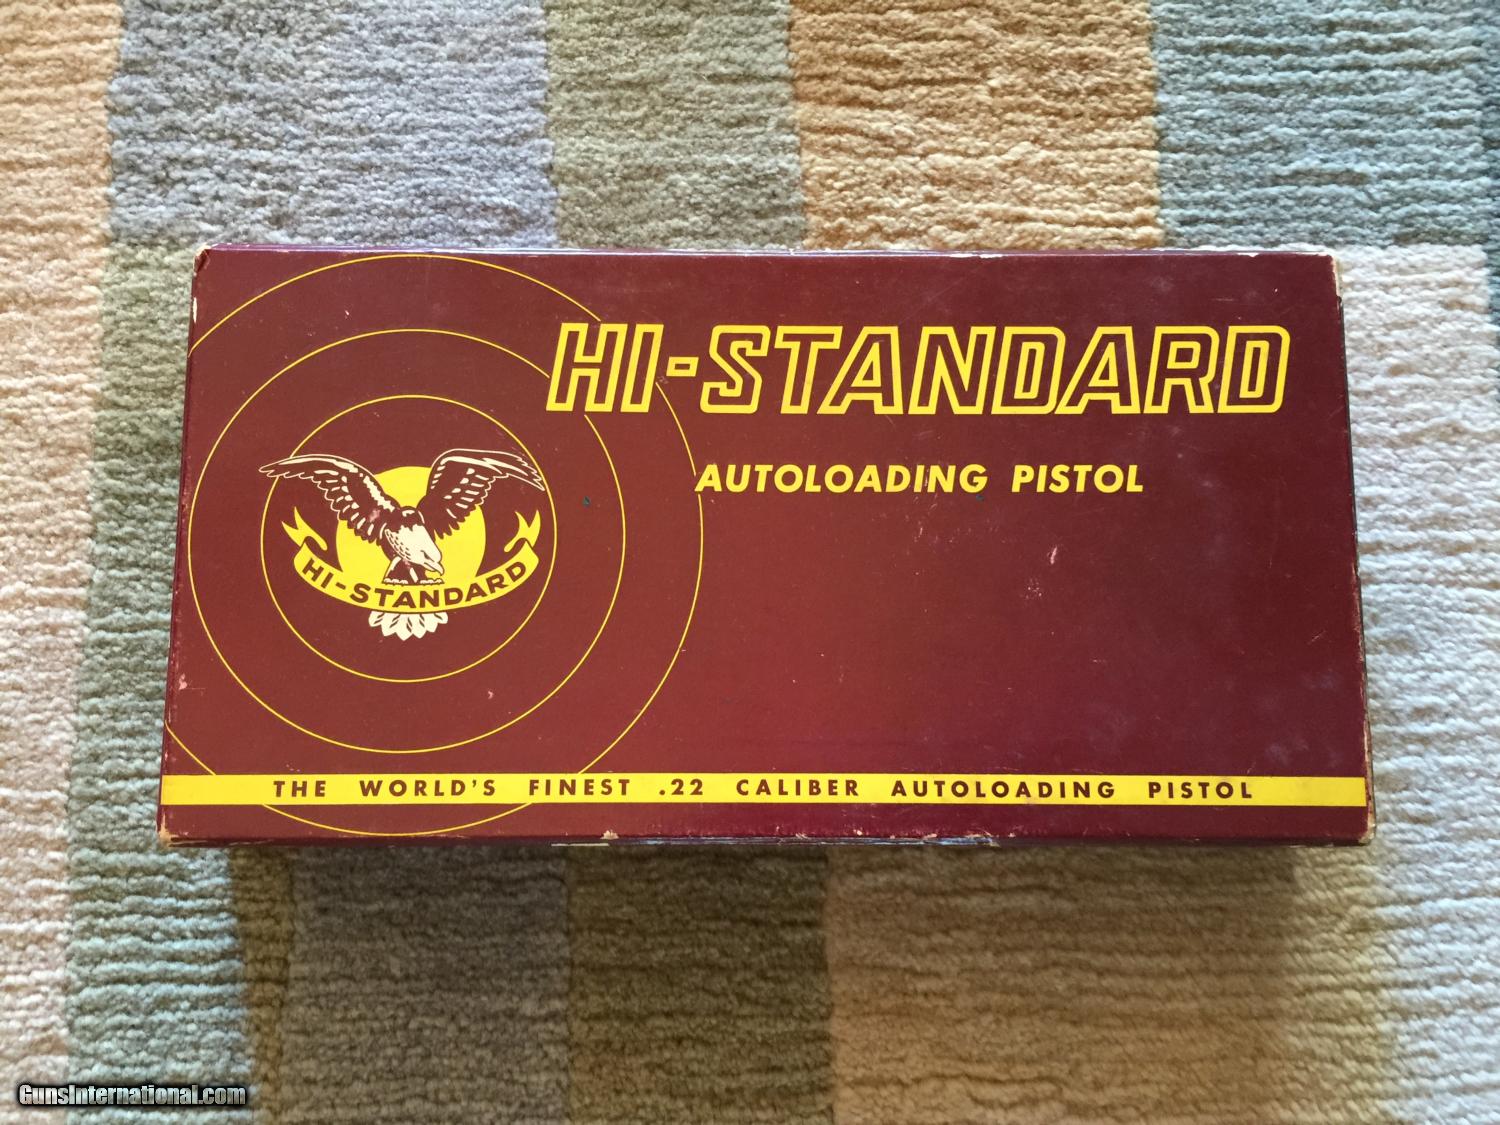 HI-STANDARD
AUTOLOADING PISTOL
HI-STANDARD
THE WORLD'S FINEST .22 CALIBER AUTOLOADING PISTOL
GunsInternational.com